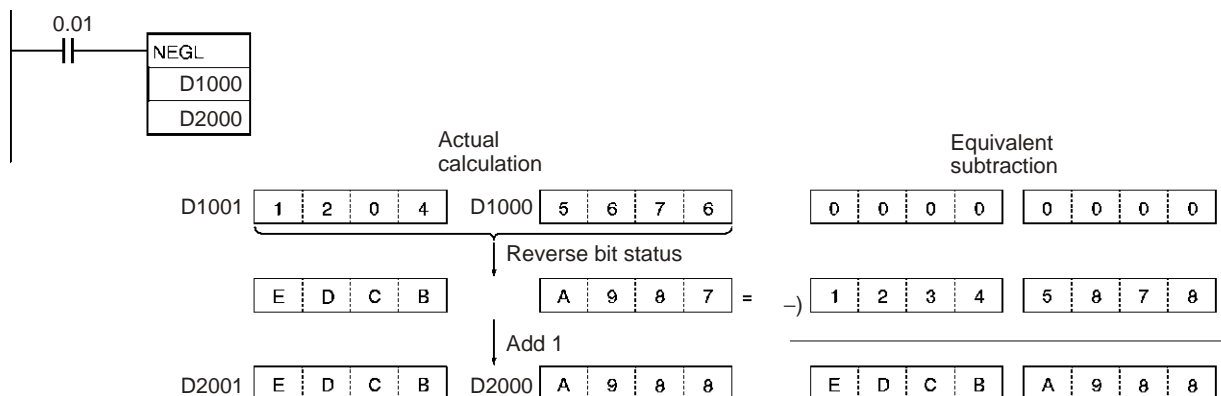 0.01
NEGL
D1000
D2000
Actual
calculation
Equivalent
subtraction
D1001 1 2 0 4 D1000 5 6 7 6 0 0 0 0 0 0 0 0
Reverse bit status
E D C B A 9 8 7 = –) 1 2 3 4 5 8 7 8
Add 1
D2001 E D C B D2000 A 9 8 8 E D C B A 9 8 8